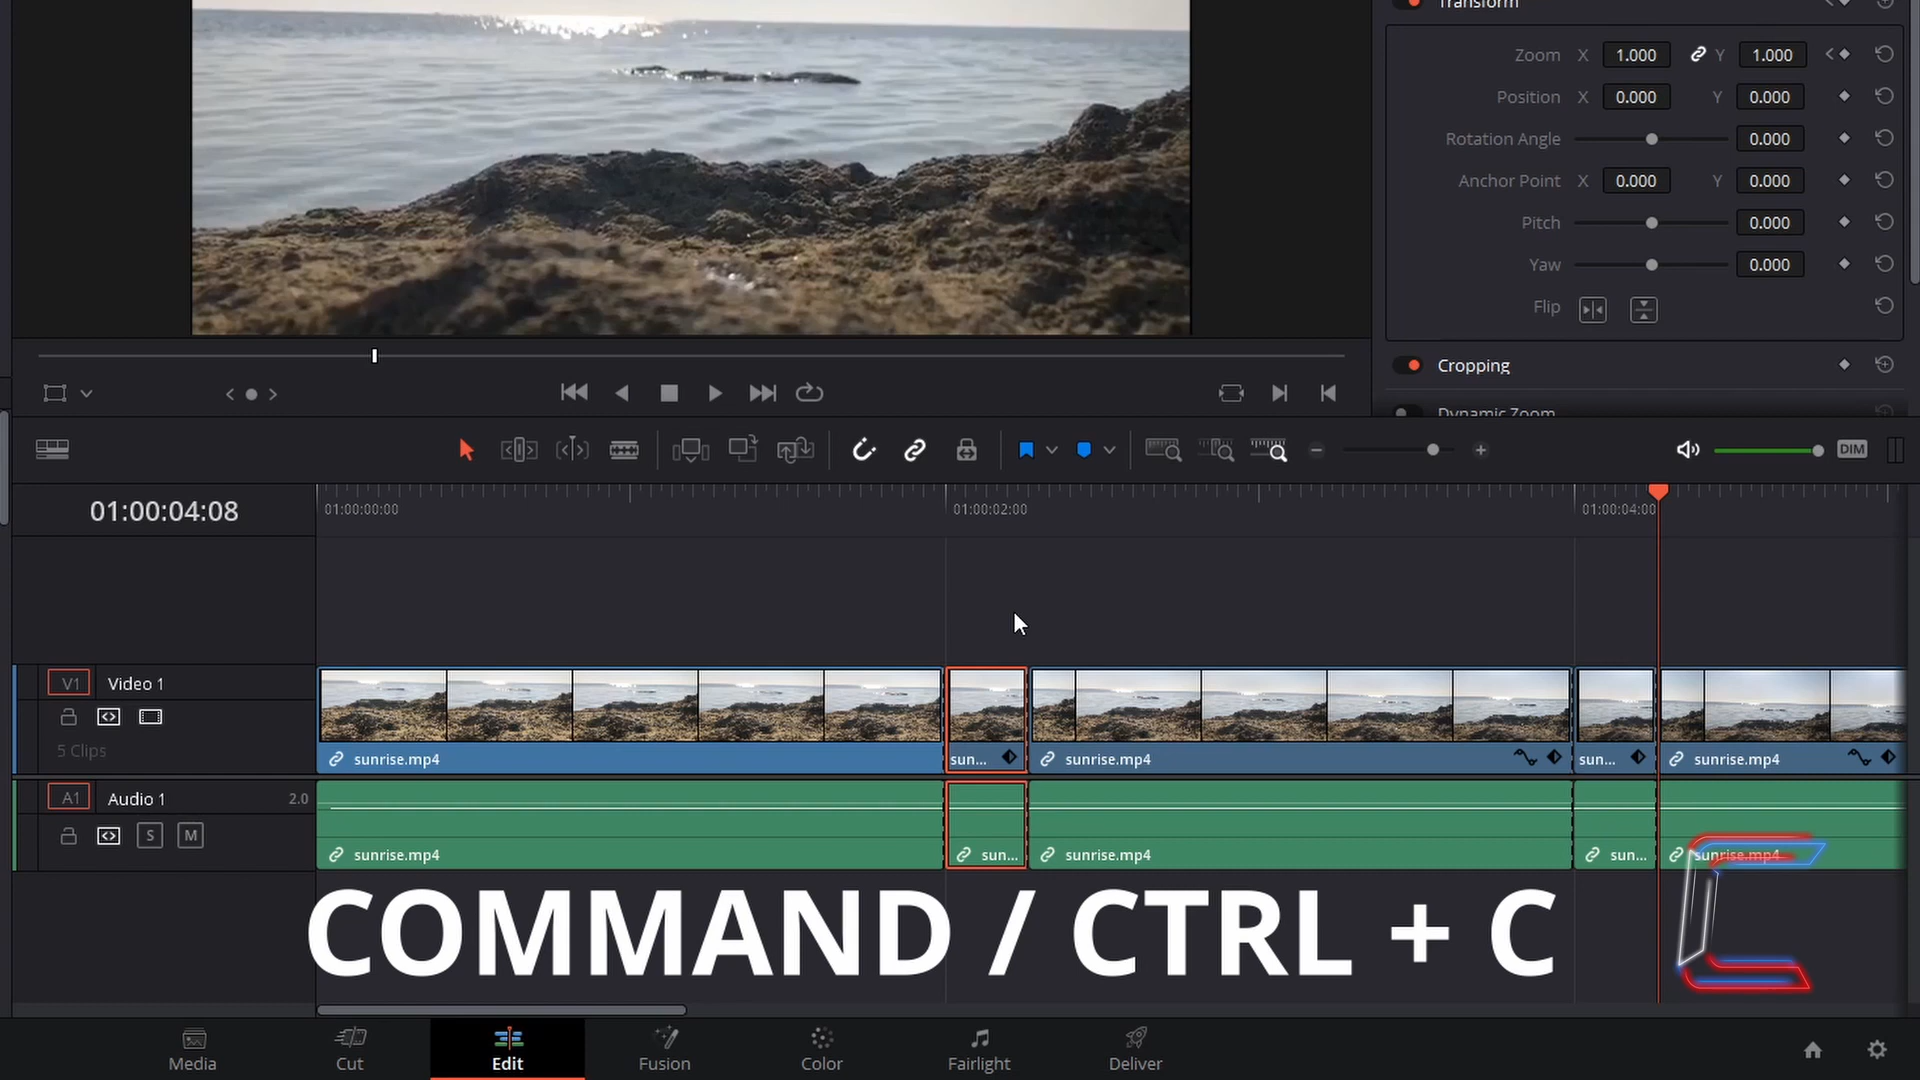 Transform
Zoom X 1.000 Y 1.000
Position X 0.000 Y 0.000
Rotation Angle 0.000
Anchor Point X 0.000 Y 0.000
Pitch 0.000
Yaw 0.000
Flip
Cropping
Dynamic Zoom
DIM
01:00:04:08
01:00:00:00
01:00:02:00
01:00:04:00
V1 Video 1
5 Clips
sunrise.mp4
sun...
sunrise.mp4
sun...
sunrise.mp4
A1 Audio 1 2.0
S M
sunrise.mp4
sun...
sunrise.mp4
sun...
sunrise.mp4
COMMAND / CTRL + C
Media
Cut
Edit
Fusion
Color
Fairlight
Deliver